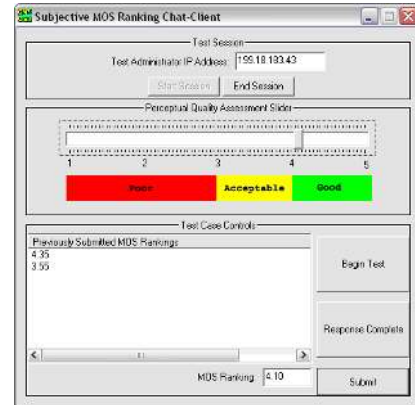 Subjective MOS Ranking Chat-Client
Test Session
Test Administrator IP Address: 199.18.183.43
Start Session End Session
Perceptual Quality Assessment Slider
1 2 3 4 5
Poor Acceptable Good
Test Case Controls
Previously Submitted MOS Rankings
4.35
3.55
Begin Test
Response Complete
MOS Ranking: 4.10
Submit